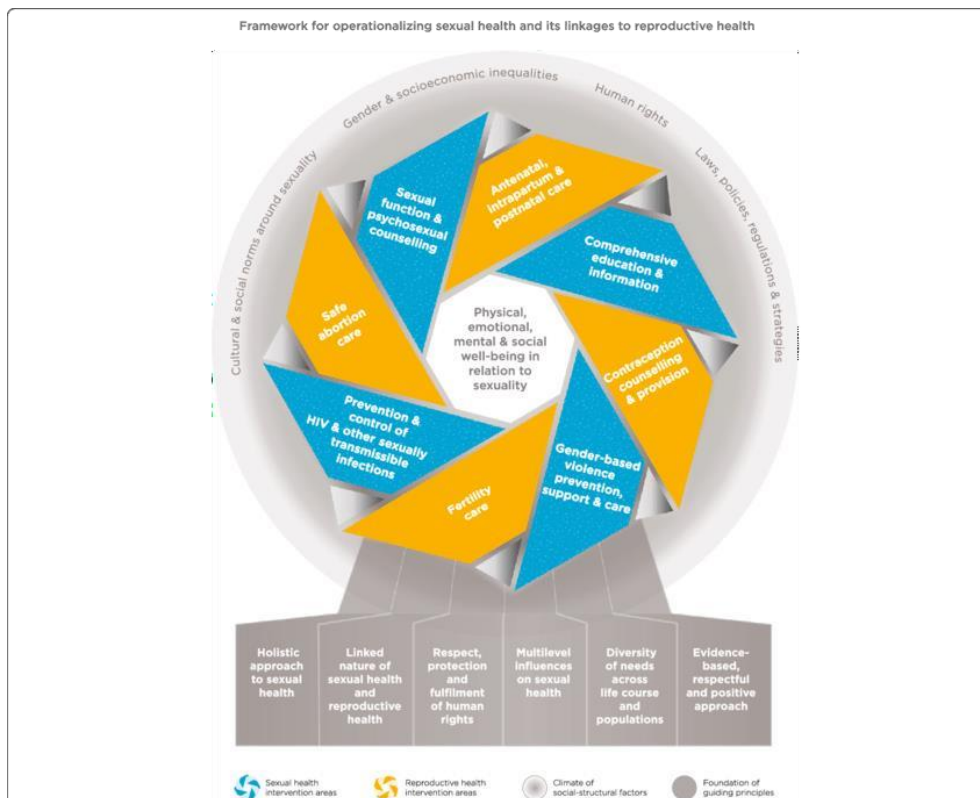 Framework for operationalizing sexual health and its linkages to reproductive health
Cultural & social norms around sexuality
Gender & socioeconomic inequalities
Human rights
Laws, policies, regulations & strategies
Sexual
function &
psychosexual
counselling
Antenatal,
intrapartum &
postnatal care
Comprehensive
education &
information
Safe
abortion
care
Physical,
emotional,
mental & social
well-being in
relation to
sexuality
Contraception
counselling
& provision
Prevention &
control of
HIV & other sexually
transmissible
infections
Fertility
care
Gender-based
violence
prevention,
support & care
Holistic
approach
to sexual
health
Linked
nature of
sexual health
and
reproductive
health
Respect,
protection
and
fulfilment
of human
rights
Multilevel
influences
on sexual
health
Diversity
of needs
across
life course
and
populations
Evidence-
based,
respectful
and positive
approach
Sexual health
intervention areas
Reproductive health
intervention areas
Climate of
social-structural factors
Foundation of
guiding principles